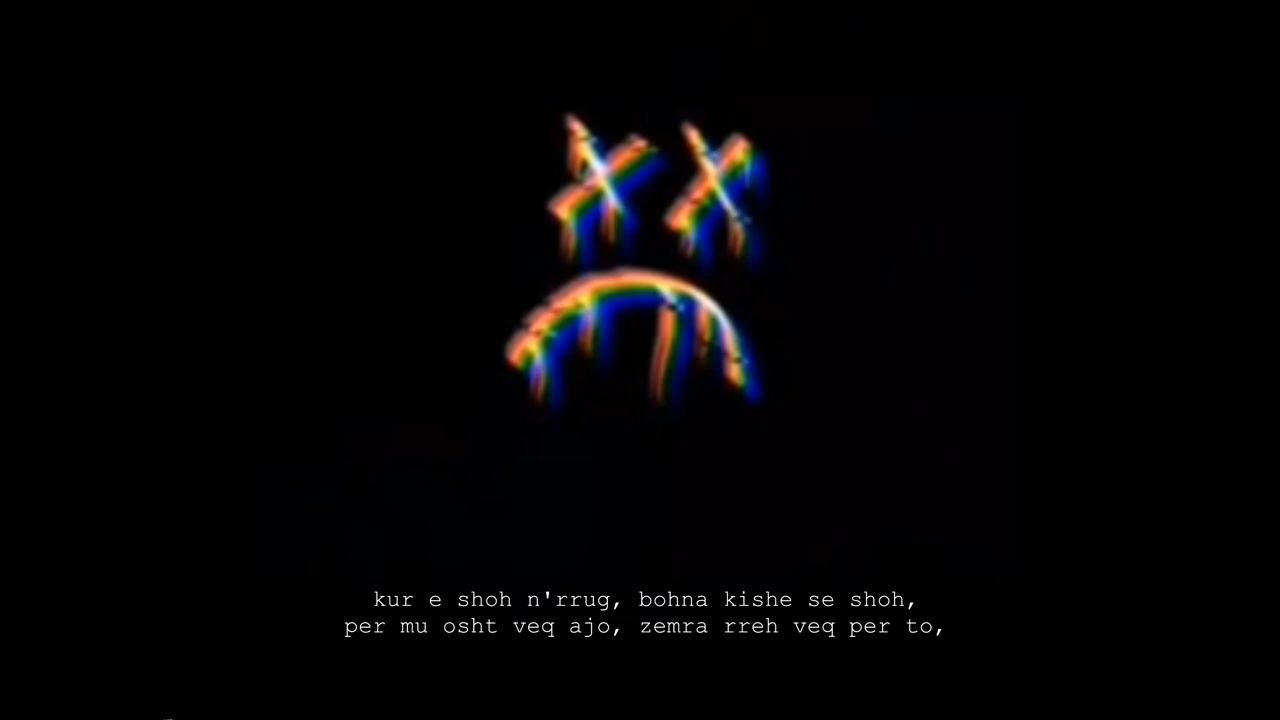 kur e shoh n'rrug, bohna kishe se shoh,
per mu osht veq ajo, zemra rreh veq per to,